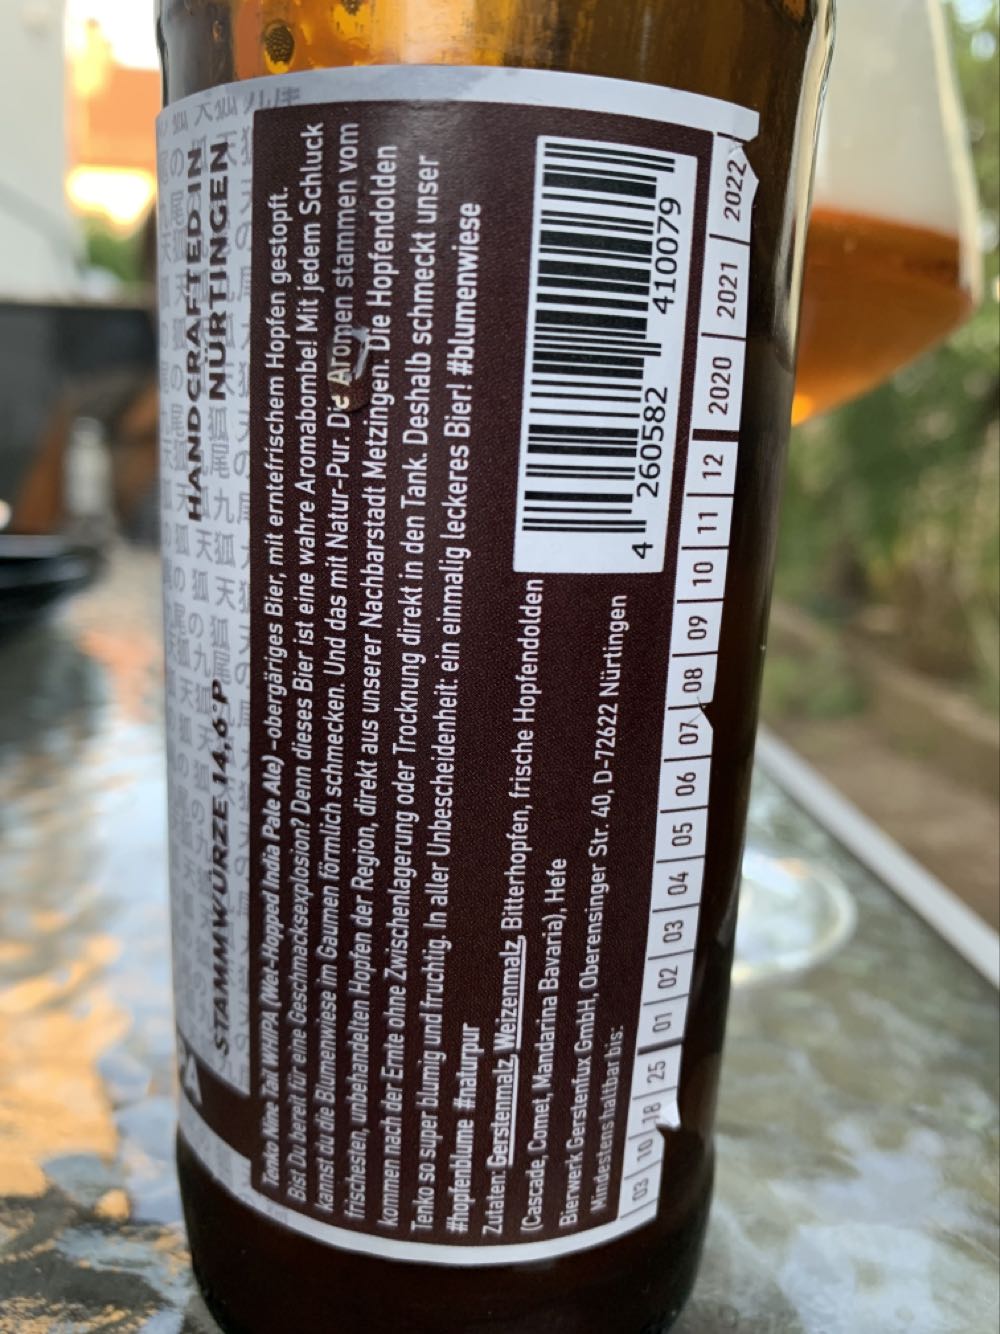 HANDCRAFTED IN
NÜRTINGEN
STAMMWÜRZE 14,6°P
Tenko Nine Tail WHIPA (Wet-Hopped India Pale Ale) -obergäriges Bier, mit erntefrischem Hopfen gestopft.
Bist Du bereit für eine Geschmacksexplosion? Denn dieses Bier ist eine wahre Aromabombe! Mit jedem Schluck
kannst du die Blumenwiese im Gaumen förmlich schmecken. Und das mit Natur-Pur. Die Aromen stammen vom
frischesten, unbehandelten Hopfen der Region, direkt aus unserer Nachbarstadt Metzingen. Die Hopfendolden
kommen nach der Ernte ohne Zwischenlagerung oder Trocknung direkt in den Tank. Deshalb schmeckt unser
Tenko so super blumig und fruchtig. In aller Unbescheidenheit: ein einmalig leckeres Bier! #blumenwiese
#hopfenblume #naturpur
Zutaten: Gerstenmalz, Weizenmalz, Bitterhopfen, frische Hopfendolden
(Cascade, Comet, Mandarina Bavaria), Hefe
Bierwerk Gerstenfux GmbH, Oberensinger Str. 40, D-72622 Nürtingen
Mindestens haltbar bis:
4 260582 410079
03 | 10 | 18 | 25 | 01 | 02 | 03 | 04 | 05 | 06 | 07 | 08 | 09 | 10 | 11 | 12 | 2020 | 2021 | 2022